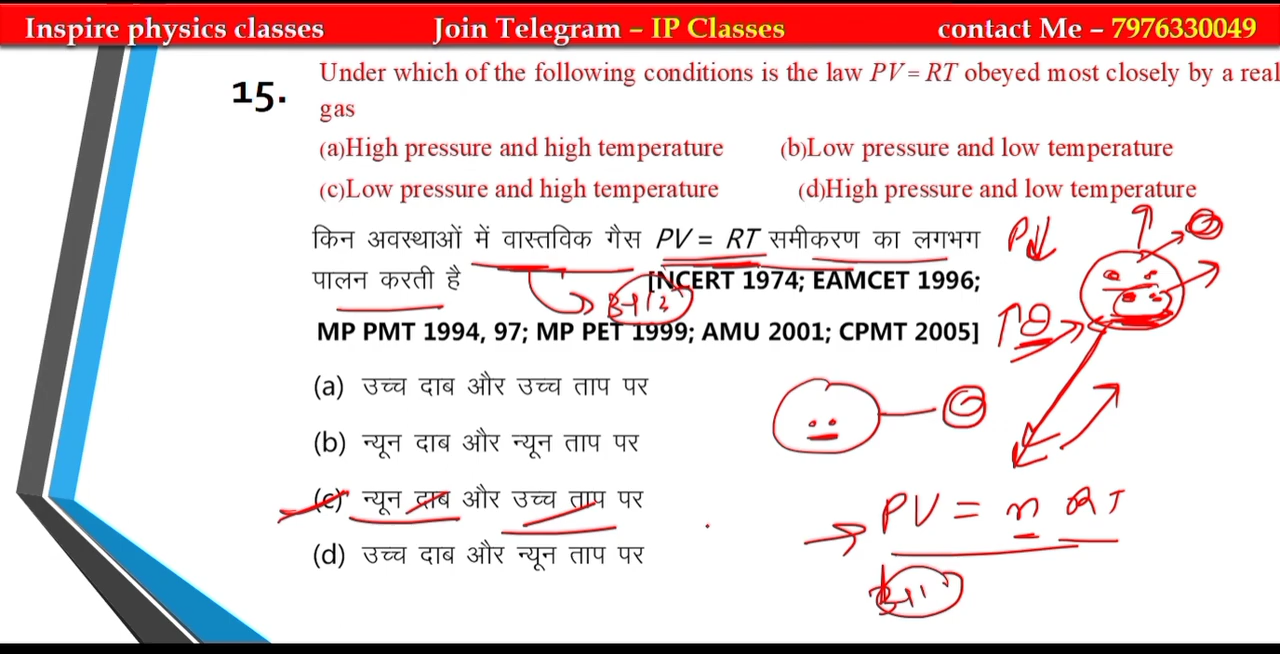 Inspire physics classes Join Telegram – IP Classes contact Me – 7976330049
15. Under which of the following conditions is the law PV = RT obeyed most closely by a real
gas
(a)High pressure and high temperature (b)Low pressure and low temperature
(c)Low pressure and high temperature (d)High pressure and low temperature
किन अवस्थाओं में वास्तविक गैस PV = RT समीकरण का लगभग
पालन करती है [NCERT 1974; EAMCET 1996;
MP PMT 1994, 97; MP PET 1999; AMU 2001; CPMT 2005]
(a) उच्च दाब और उच्च ताप पर
(b) न्यून दाब और न्यून ताप पर
(c) न्यून दाब और उच्च ताप पर
(d) उच्च दाब और न्यून ताप पर
P↓
PV = n RT